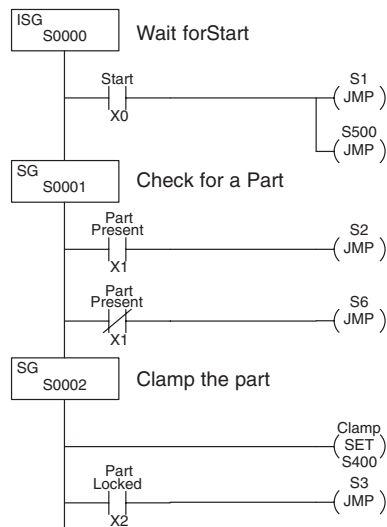 ISG
S0000
Wait forStart
Start
X0
S1
JMP
S500
JMP
SG
S0001
Check for a Part
Part
Present
X1
S2
JMP
Part
Present
X1
S6
JMP
SG
S0002
Clamp the part
Clamp
SET
S400
Part
Locked
X2
S3
JMP